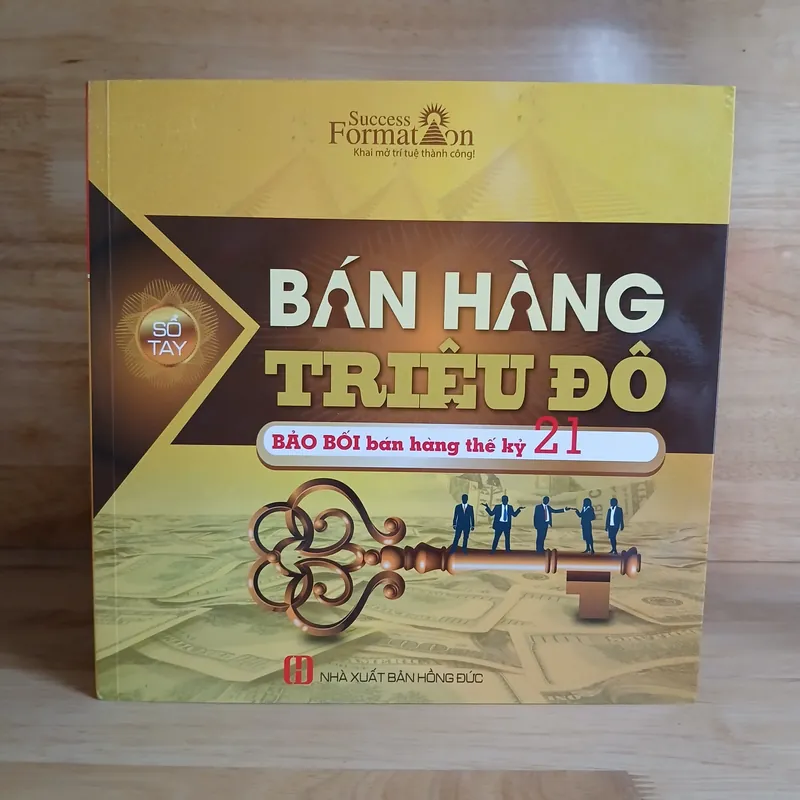 Success
Formation
Khai mở trí tuệ thành công!
SỔ
TAY
BÁN HÀNG
TRIỆU ĐÔ
BẢO BỐI bán hàng thế kỷ 21
NHÀ XUẤT BẢN HỒNG ĐỨC